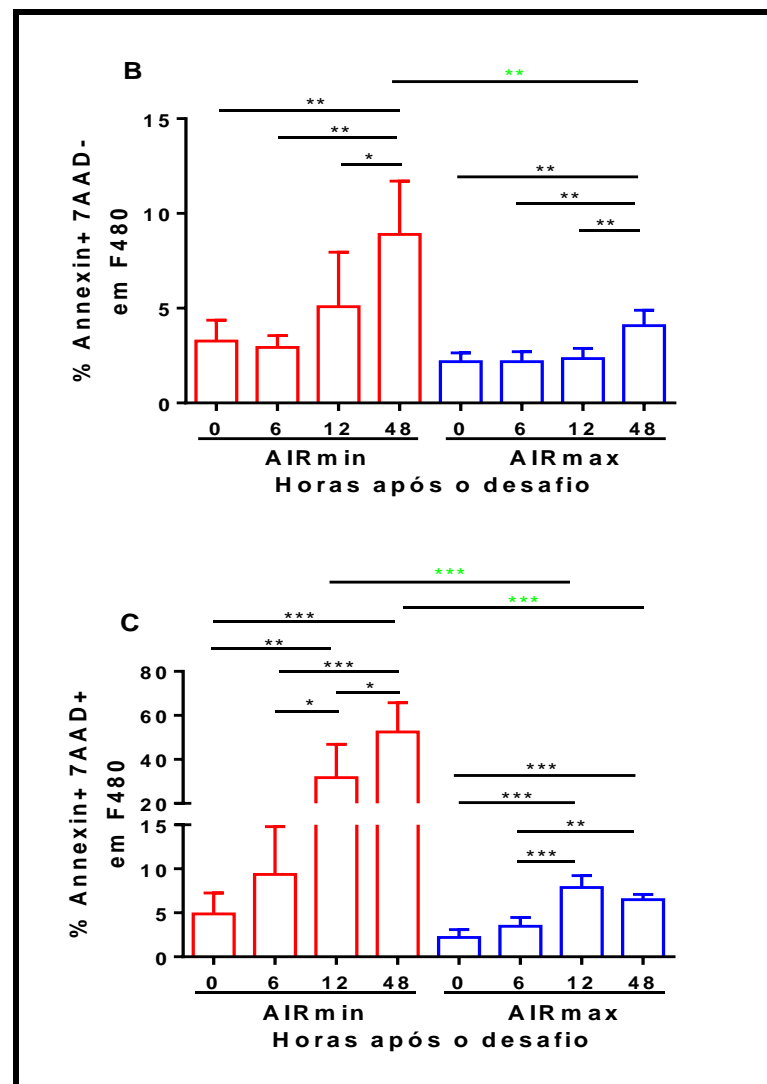 B
**
**
**
*
**
**
**
15
10
5
0
% Annexin+ 7AAD-
em F480
0 6 12 48 0 6 12 48
AIRmin AIRmax
Horas após o desafio
***
***
C
***
**
***
*
*
***
***
**
***
80
60
40
20
15
10
5
0
% Annexin+ 7AAD+
em F480
0 6 12 48 0 6 12 48
AIRmin AIRmax
Horas após o desafio